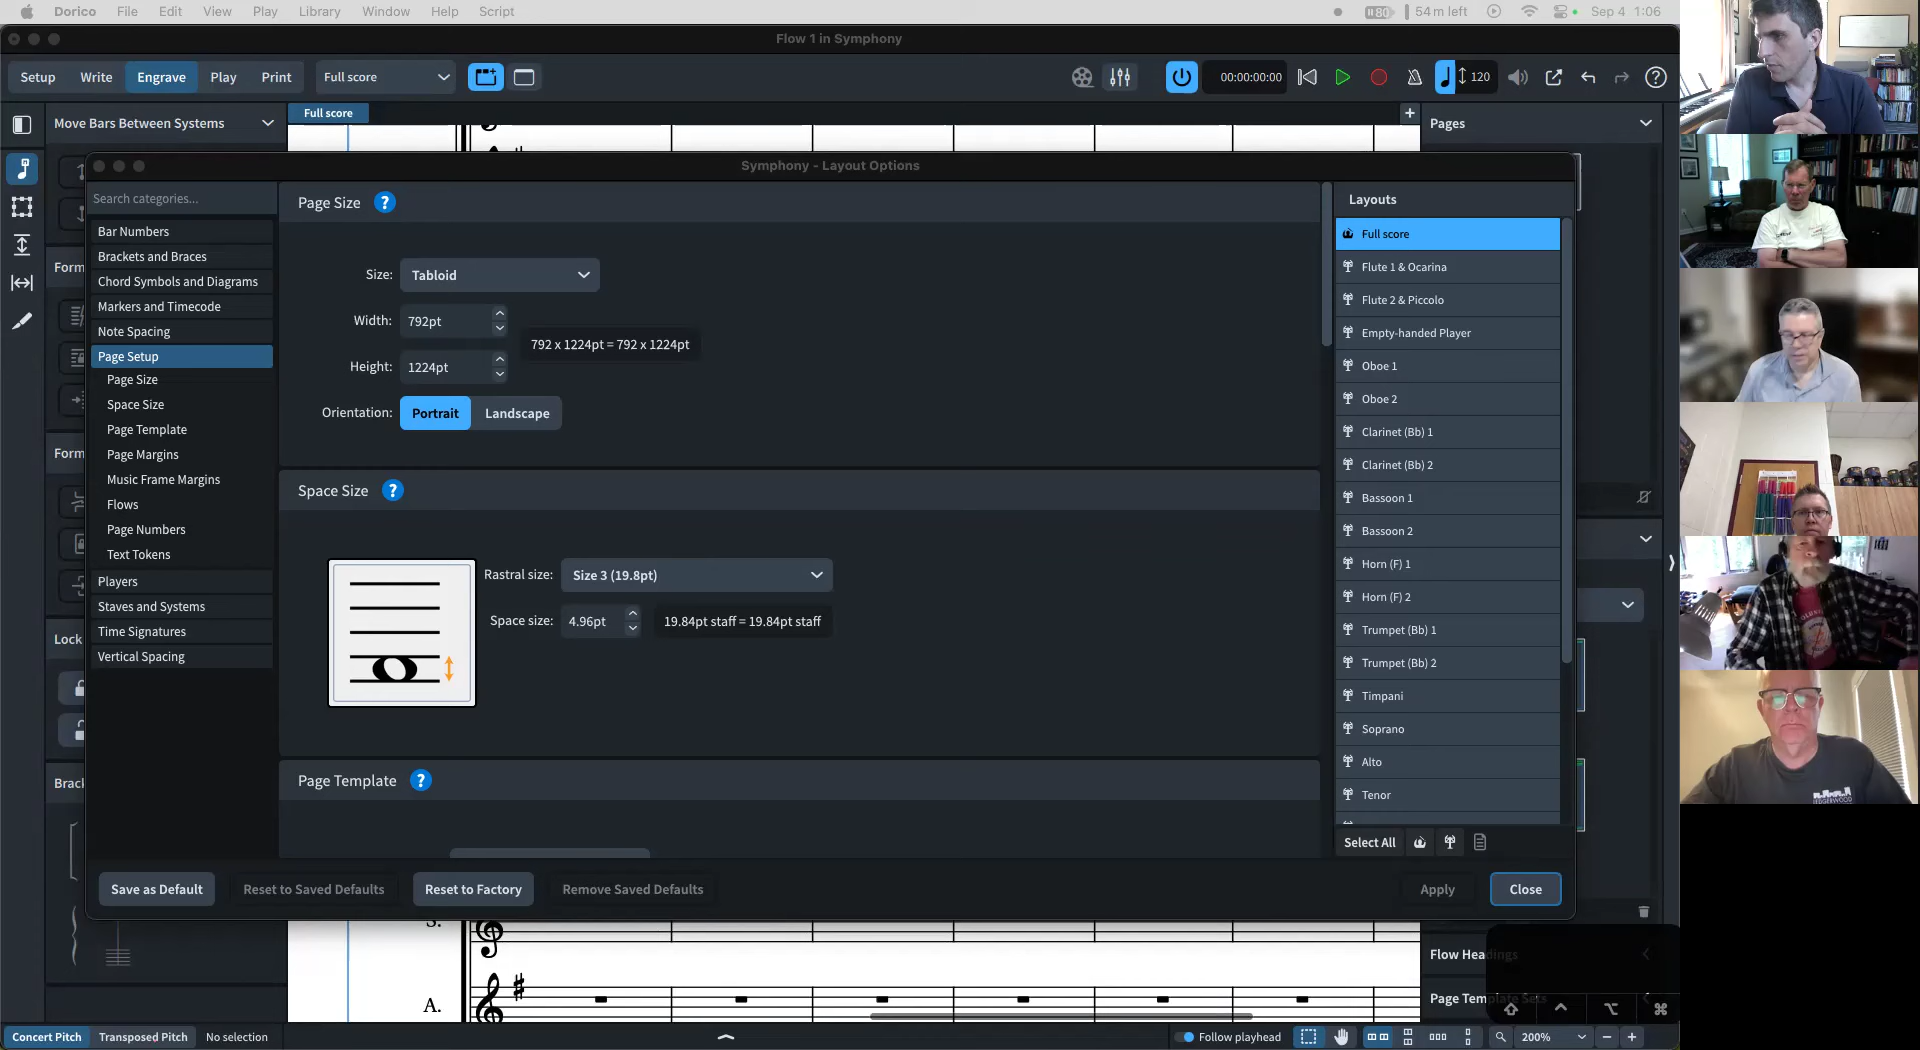 Dorico File Edit View Play Library Window Help Script
80 54 m left Sep 4 1:06
Flow 1 in Symphony
Setup Write Engrave Play Print Full score 00:00:00:00 120
Move Bars Between Systems
Full score
Pages
Symphony - Layout Options
Search categories...
Bar Numbers
Brackets and Braces
Chord Symbols and Diagrams
Markers and Timecode
Note Spacing
Page Setup
Page Size
Space Size
Page Template
Page Margins
Music Frame Margins
Flows
Page Numbers
Text Tokens
Players
Staves and Systems
Time Signatures
Vertical Spacing
Form
Form
Lock
Brac
Page Size ?
Size: Tabloid
Width: 792pt
792 x 1224pt = 792 x 1224pt
Height: 1224pt
Orientation: Portrait Landscape
Space Size ?
Rastral size: Size 3 (19.8pt)
Space size: 4.96pt 19.84pt staff = 19.84pt staff
Page Template ?
Layouts
Full score
Flute 1 & Ocarina
Flute 2 & Piccolo
Empty-handed Player
Oboe 1
Oboe 2
Clarinet (Bb) 1
Clarinet (Bb) 2
Bassoon 1
Bassoon 2
Horn (F) 1
Horn (F) 2
Trumpet (Bb) 1
Trumpet (Bb) 2
Timpani
Soprano
Alto
Tenor
Select All
Save as Default Reset to Saved Defaults Reset to Factory Remove Saved Defaults Apply Close
S.
A.
Flow Headings
Page Template Sets
Concert Pitch Transposed Pitch No selection
Follow playhead 200%